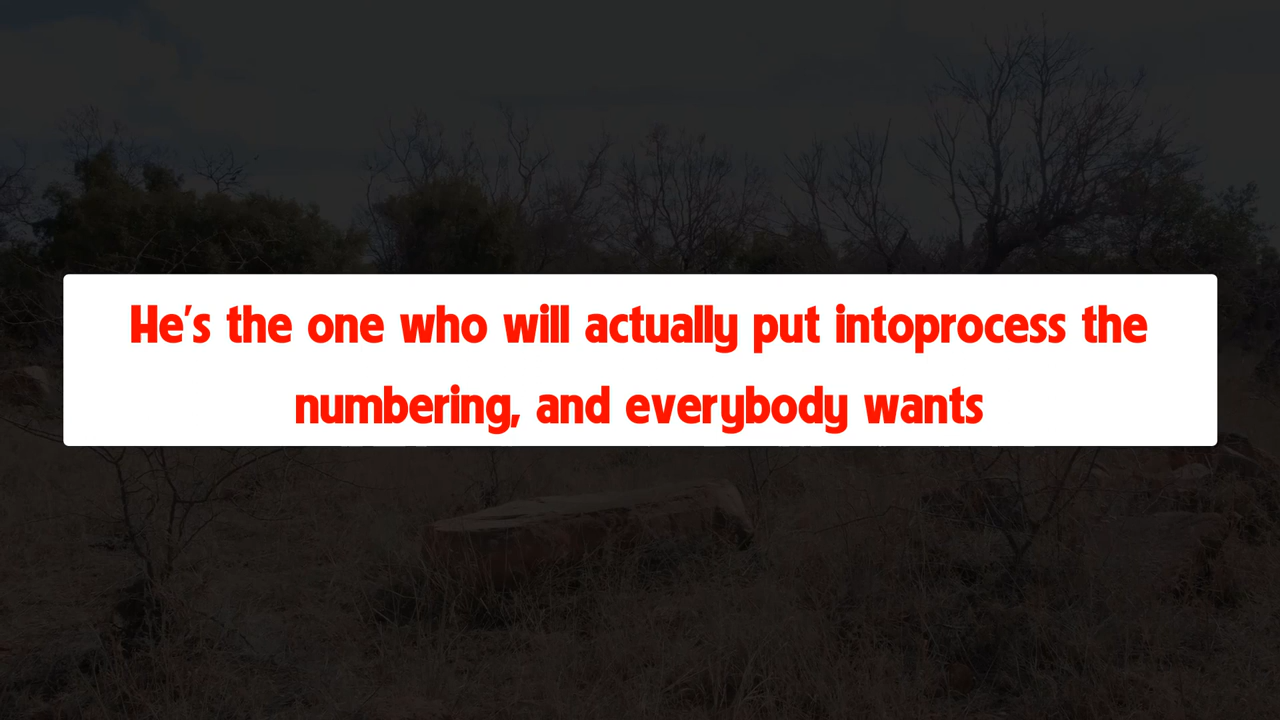 He's the one who will actually put intoprocess the
numbering, and everybody wants